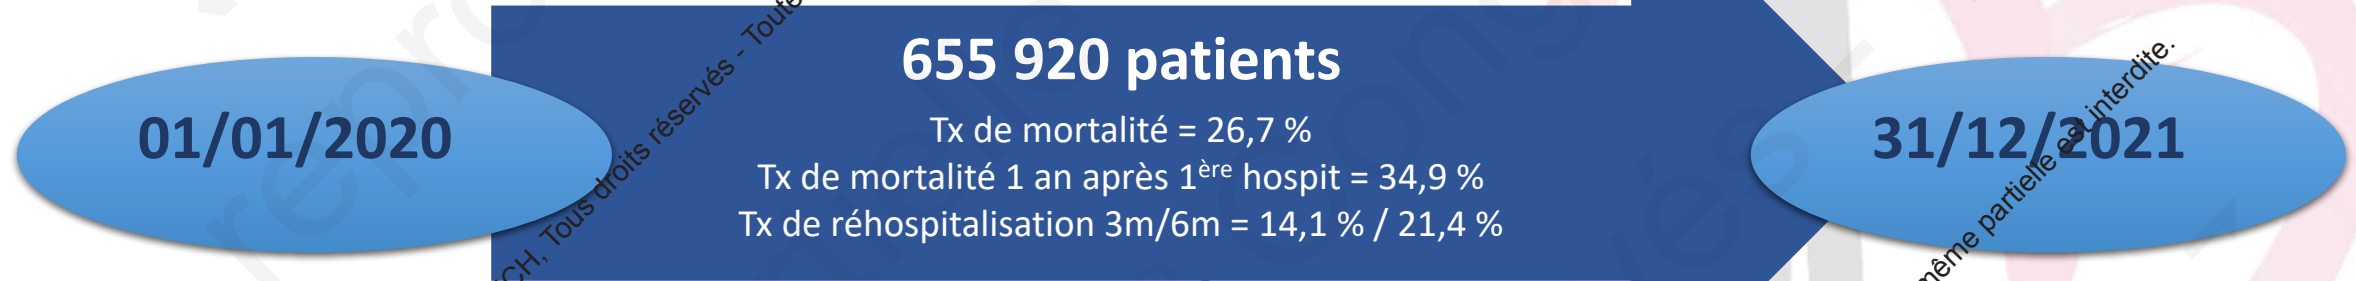 655 920 patients
01/01/2020
Tx de mortalité = 26,7 %
31/12/2021
Tx de mortalité 1 an après 1ère hospit = 34,9 %
Tx de réhospitalisation 3m/6m = 14,1 % / 21,4 %
CH, Tous droits réservés - Toute
même partielle est interdite.